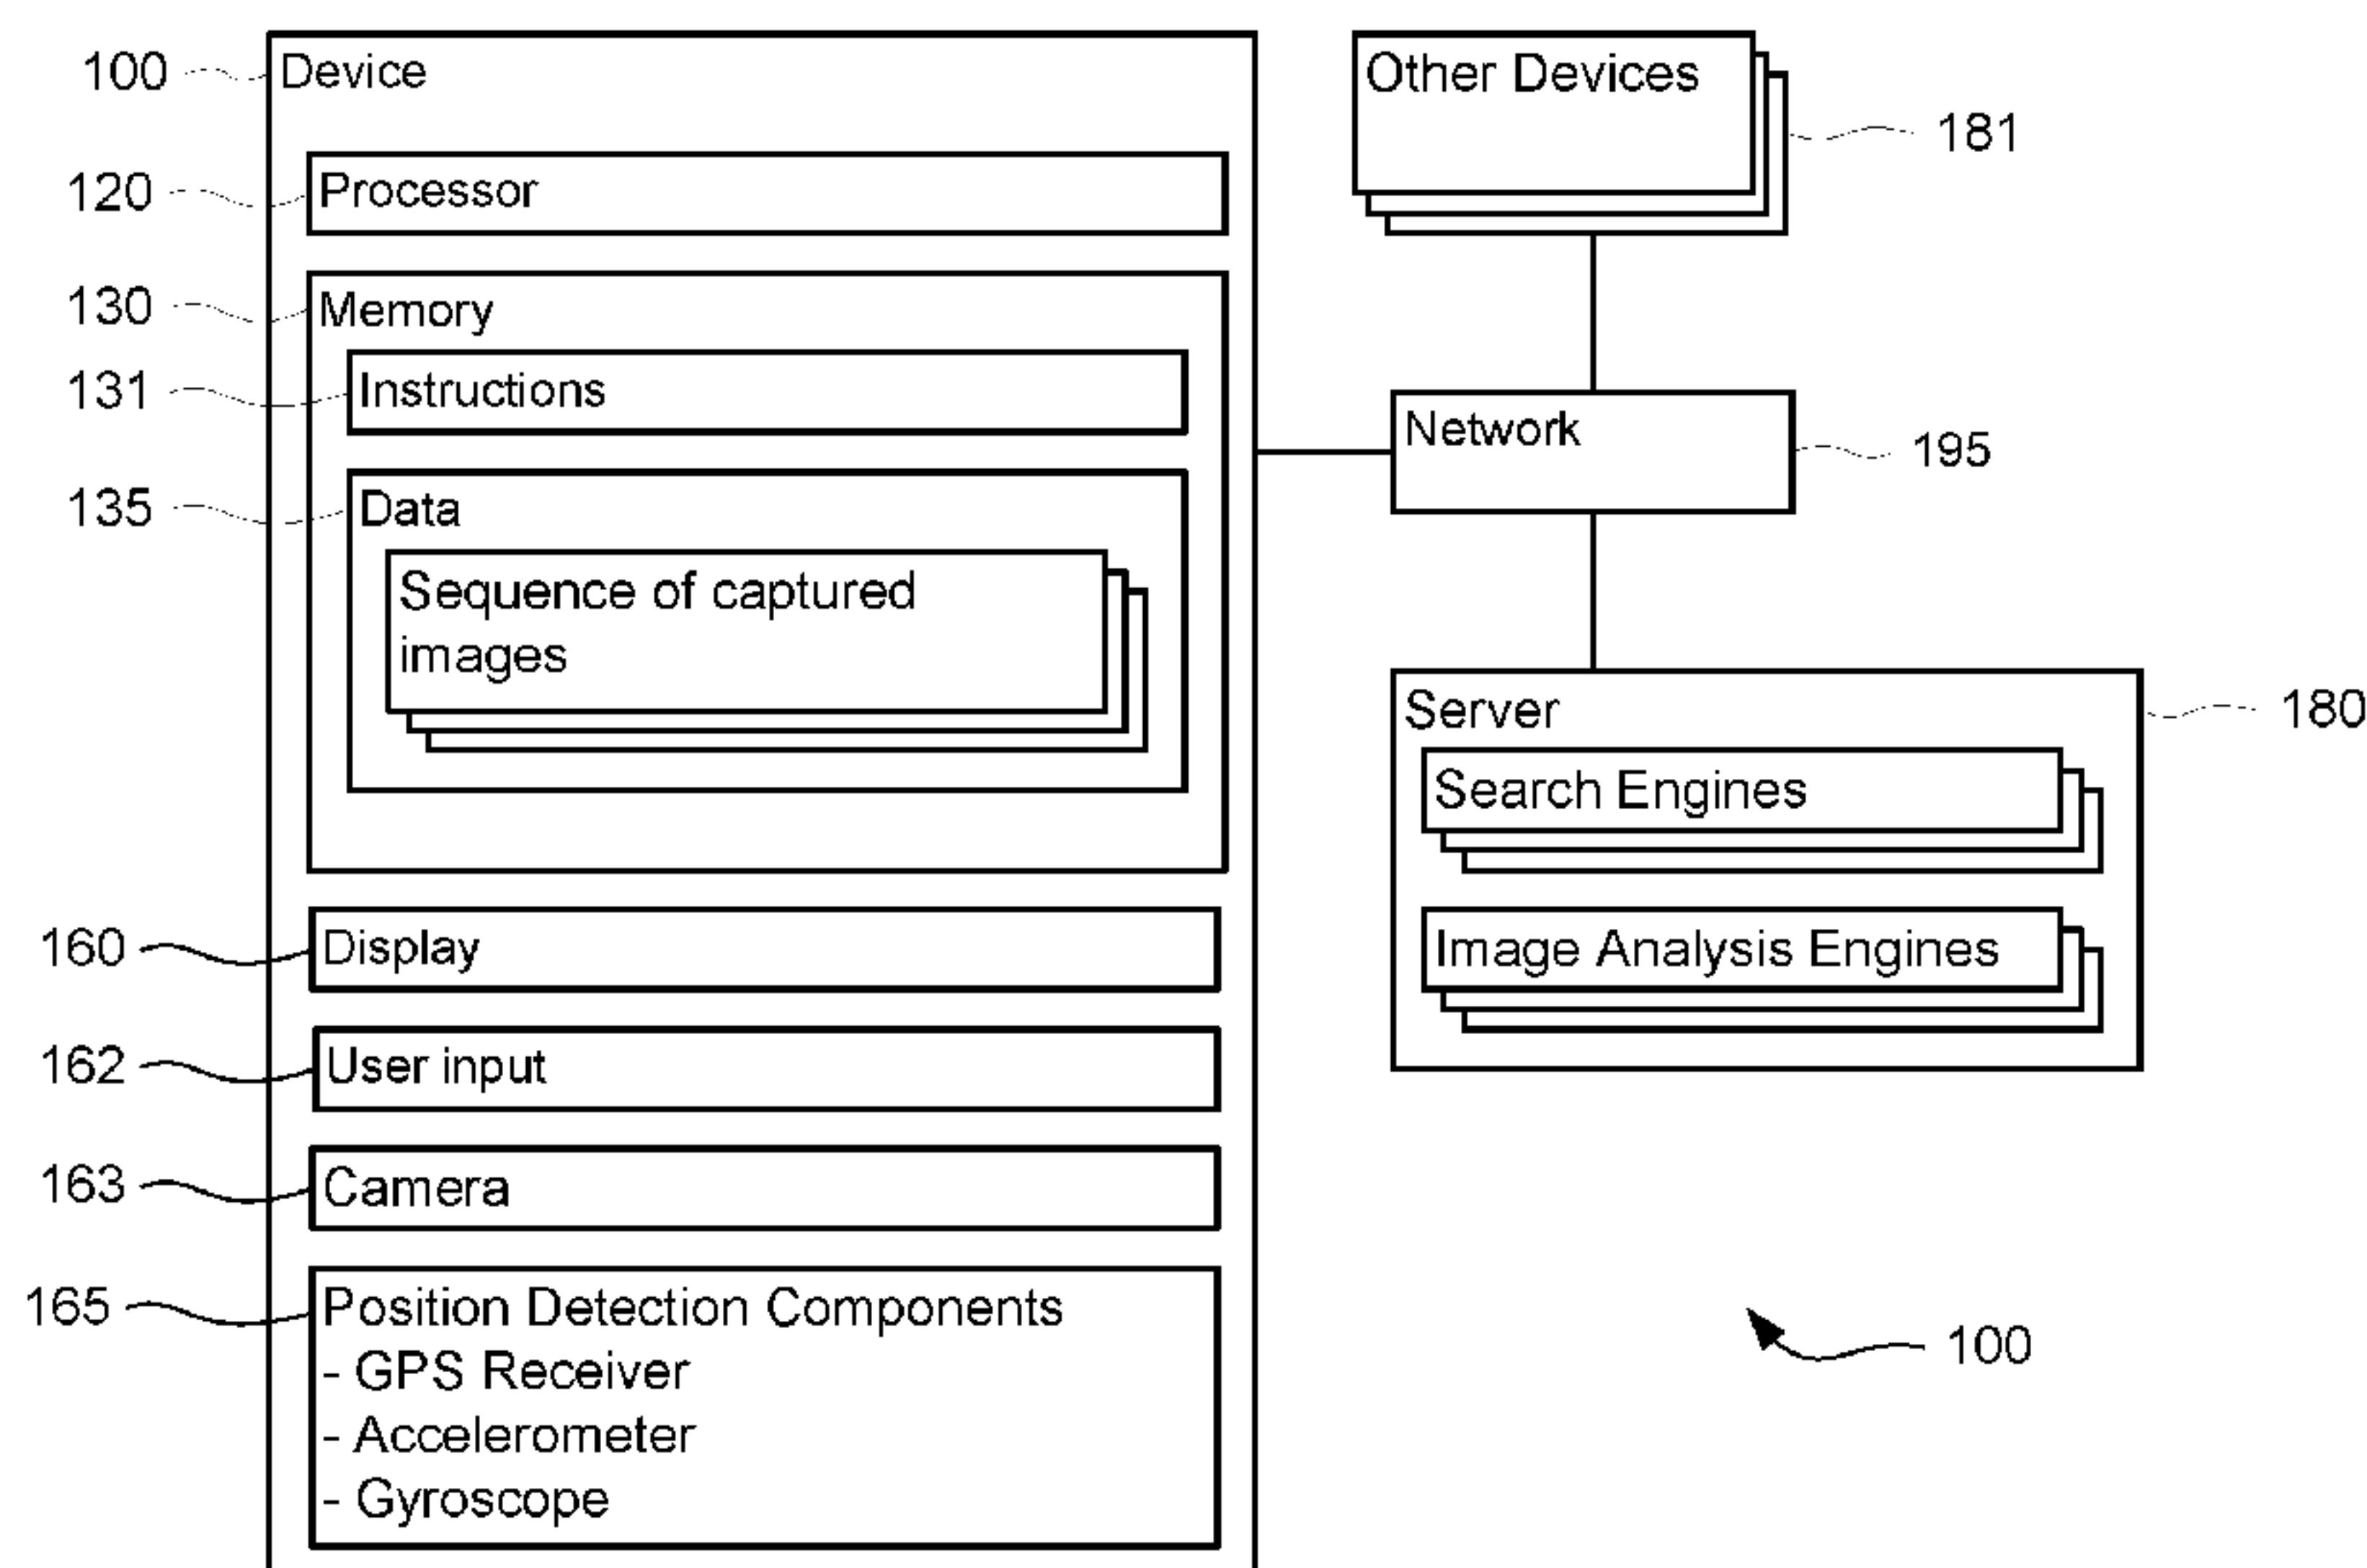 100
Device
120
Processor
130
Memory
131
Instructions
135
Data
Sequence of captured
images
160
Display
162
User input
163
Camera
165
Position Detection Components
- GPS Receiver
- Accelerometer
- Gyroscope
Other Devices
181
Network
195
Server
180
Search Engines
Image Analysis Engines
100